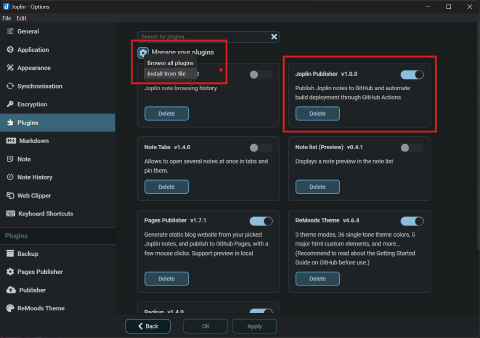 Joplin - Options
File Edit
General
Application
Appearance
Synchronisation
Encryption
Plugins
Markdown
Note
Note History
Web Clipper
Keyboard Shortcuts
Plugins
Backup
Pages Publisher
Publisher
ReMoods Theme
Search for plugins...
Manage your plugins
Browse all plugins
Install from file
Joplin note browsing history
Delete
Joplin Publisher v1.0.0
Publish Joplin notes to GitHub and automate
build deployment through GitHub Actions
Delete
Note Tabs v1.4.0
Allows to open several notes at once in tabs and
pin them.
Delete
Note list (Preview) v0.4.1
Displays a note preview in the note list
Delete
Pages Publisher v1.7.1
Generate static blog website from your picked
Joplin notes, and publish to Github Pages, with a
few mouse clicks. Support preview in local
Delete
ReMoods Theme v4.6.4
3 theme modes, 36 single-tone theme colors, 5
major html custom elements, and more...
(Recommend to read about the Getting Started
Guide on GitHub before use.)
Delete
Backup v1.4.0
Back
OK
Apply